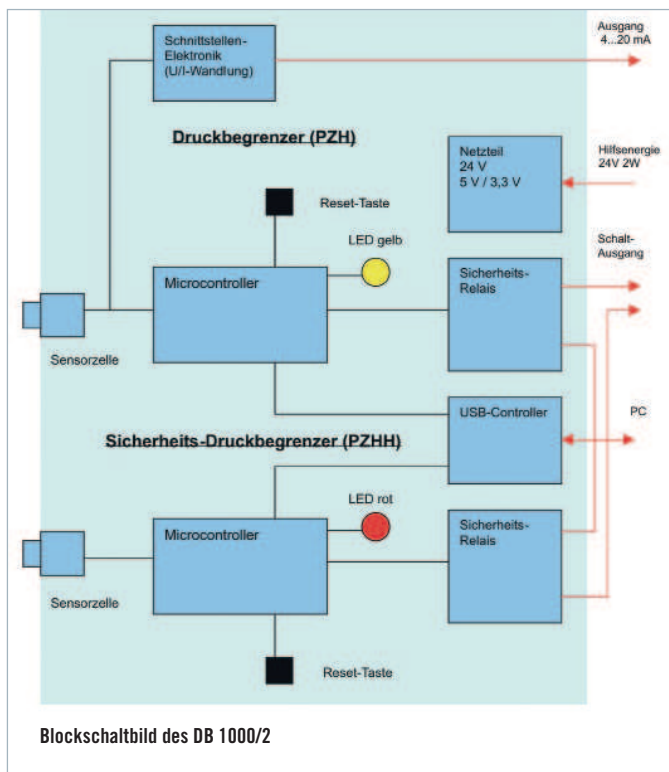 Schnittstellen-
Elektronik
(U/I-Wandlung)
Ausgang
4...20 mA
Druckbegrenzer (PZH)
Netzteil
24 V
5 V / 3,3 V
Hilfsenergie
24V 2W
Reset-Taste
LED gelb
Schalt-
Ausgang
Microcontroller
Sicherheits-
Relais
Sensorzelle
USB-Controller
PC
Sicherheits-Druckbegrenzer (PZHH)
LED rot
Microcontroller
Sicherheits-
Relais
Sensorzelle
Reset-Taste
Blockschaltbild des DB 1000/2